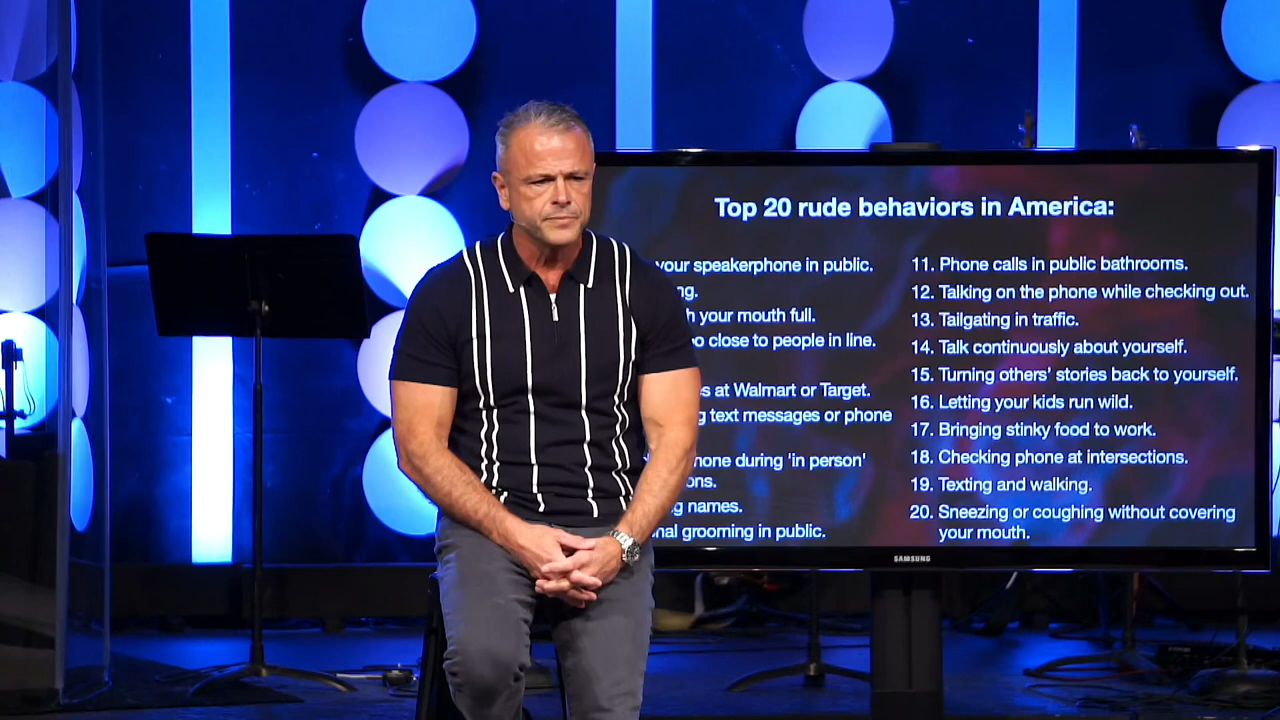 Top 20 rude behaviors in America:
your speakerphone in public.
your mouth full.
close to people in line.
at Walmart or Target.
text messages or phone
during 'in person'
names.
grooming in public.
11. Phone calls in public bathrooms.
12. Talking on the phone while checking out.
13. Tailgating in traffic.
14. Talk continuously about yourself.
15. Turning others' stories back to yourself.
16. Letting your kids run wild.
17. Bringing stinky food to work.
18. Checking phone at intersections.
19. Texting and walking.
20. Sneezing or coughing without covering
your mouth.
SAMSUNG